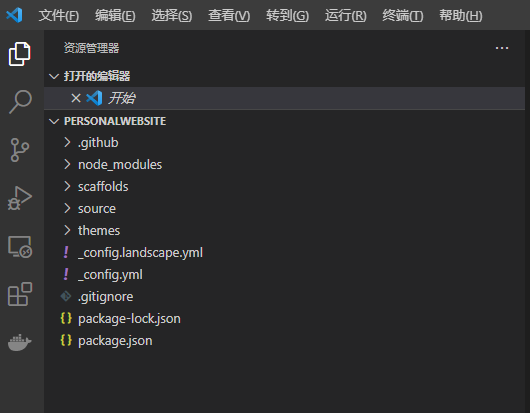 文件(F) 编辑(E) 选择(S) 查看(V) 转到(G) 运行(R) 终端(T) 帮助(H)
资源管理器
打开的编辑器
开始
PERSONALWEBSITE
.github
node_modules
scaffolds
source
themes
_config.landscape.yml
_config.yml
.gitignore
package-lock.json
package.json